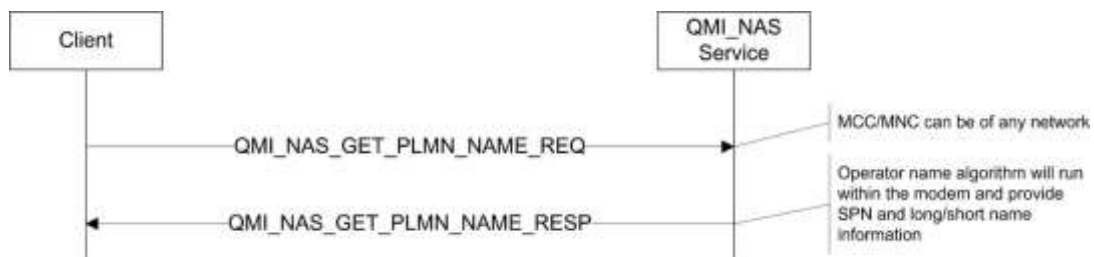 Client
QMI_NAS
Service
MCC/MNC can be of any network
QMI_NAS_GET_PLMN_NAME_REQ
Operator name algorithm will run
within the modem and provide
SPN and long/short name
information
QMI_NAS_GET_PLMN_NAME_RESP